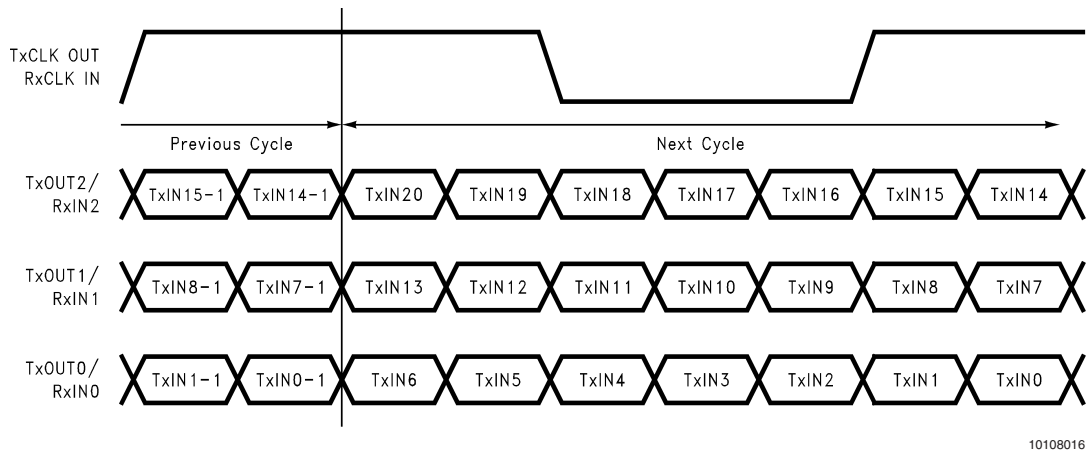 TxCLK OUT
RxCLK IN
Previous Cycle Next Cycle
TxOUT2/
RxIN2
TxIN15-1 TxIN14-1 TxIN20 TxIN19 TxIN18 TxIN17 TxIN16 TxIN15 TxIN14
TxOUT1/
RxIN1
TxIN8-1 TxIN7-1 TxIN13 TxIN12 TxIN11 TxIN10 TxIN9 TxIN8 TxIN7
TxOUT0/
RxIN0
TxIN1-1 TxIN0-1 TxIN6 TxIN5 TxIN4 TxIN3 TxIN2 TxIN1 TxIN0
10108016